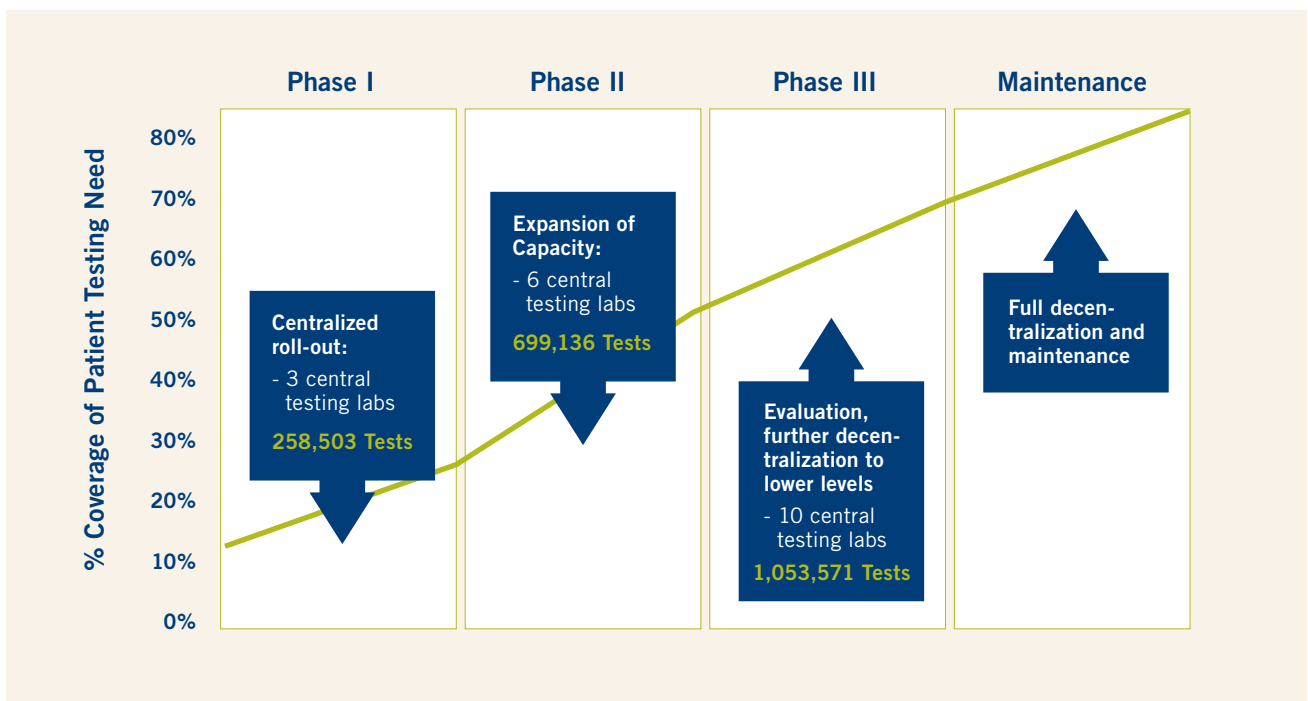 Phase I
Phase II
Phase III
Maintenance
% Coverage of Patient Testing Need
80%
70%
60%
50%
40%
30%
20%
10%
0%
Centralized
roll-out:
- 3 central
testing labs
258,503 Tests
Expansion of
Capacity:
- 6 central
testing labs
699,136 Tests
Evaluation,
further decen-
tralization to
lower levels
- 10 central
testing labs
1,053,571 Tests
Full decen-
tralization and
maintenance